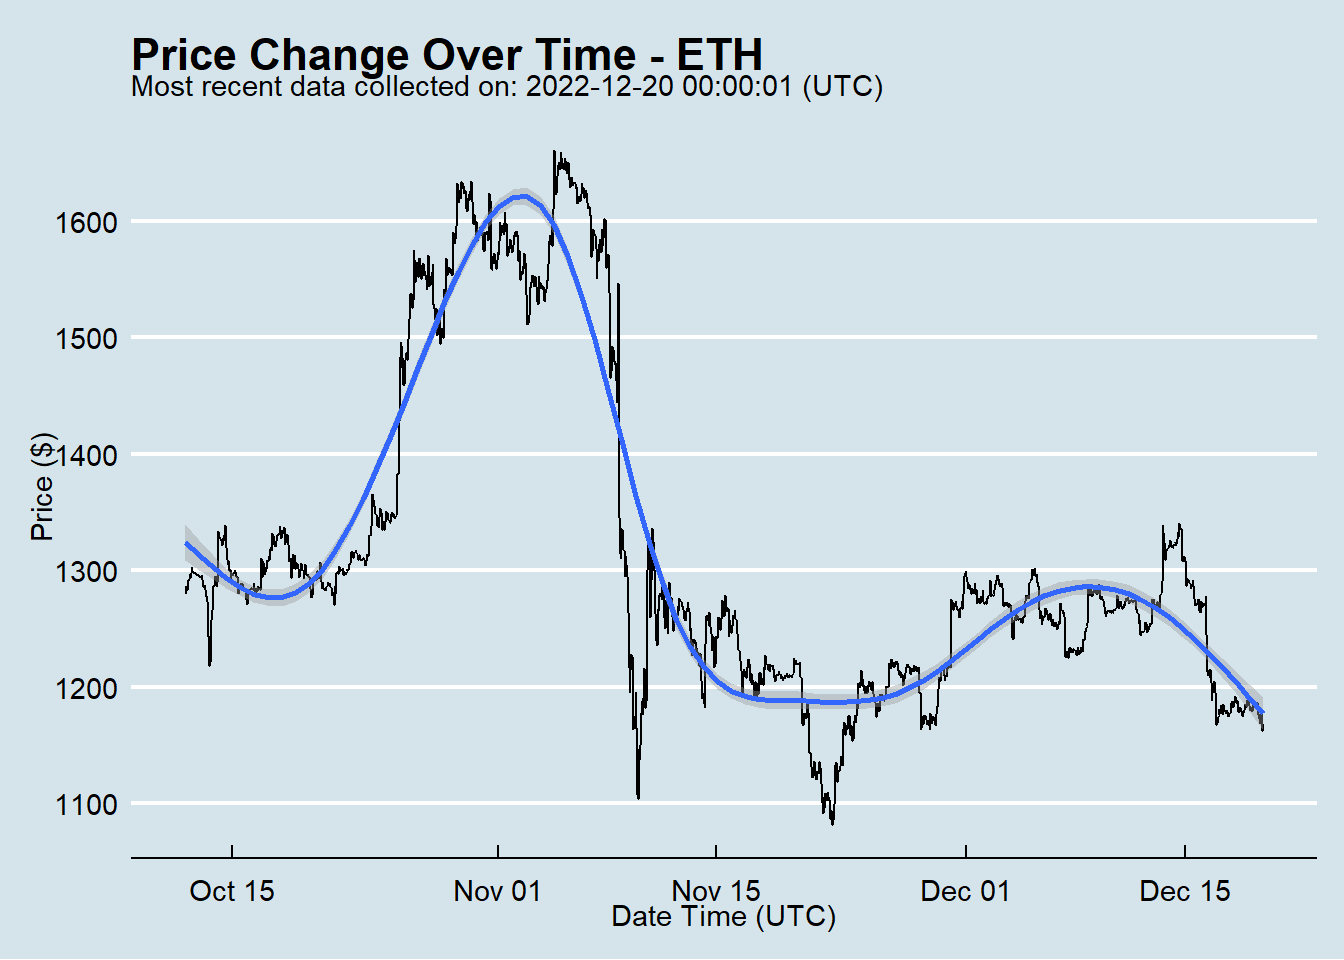 Price Change Over Time - ETH
Most recent data collected on: 2022-12-20 00:00:01 (UTC)
Price ($)
1600
1500
1400
1300
1200
1100
Oct 15
Nov 01
Nov 15
Dec 01
Dec 15
Date Time (UTC)